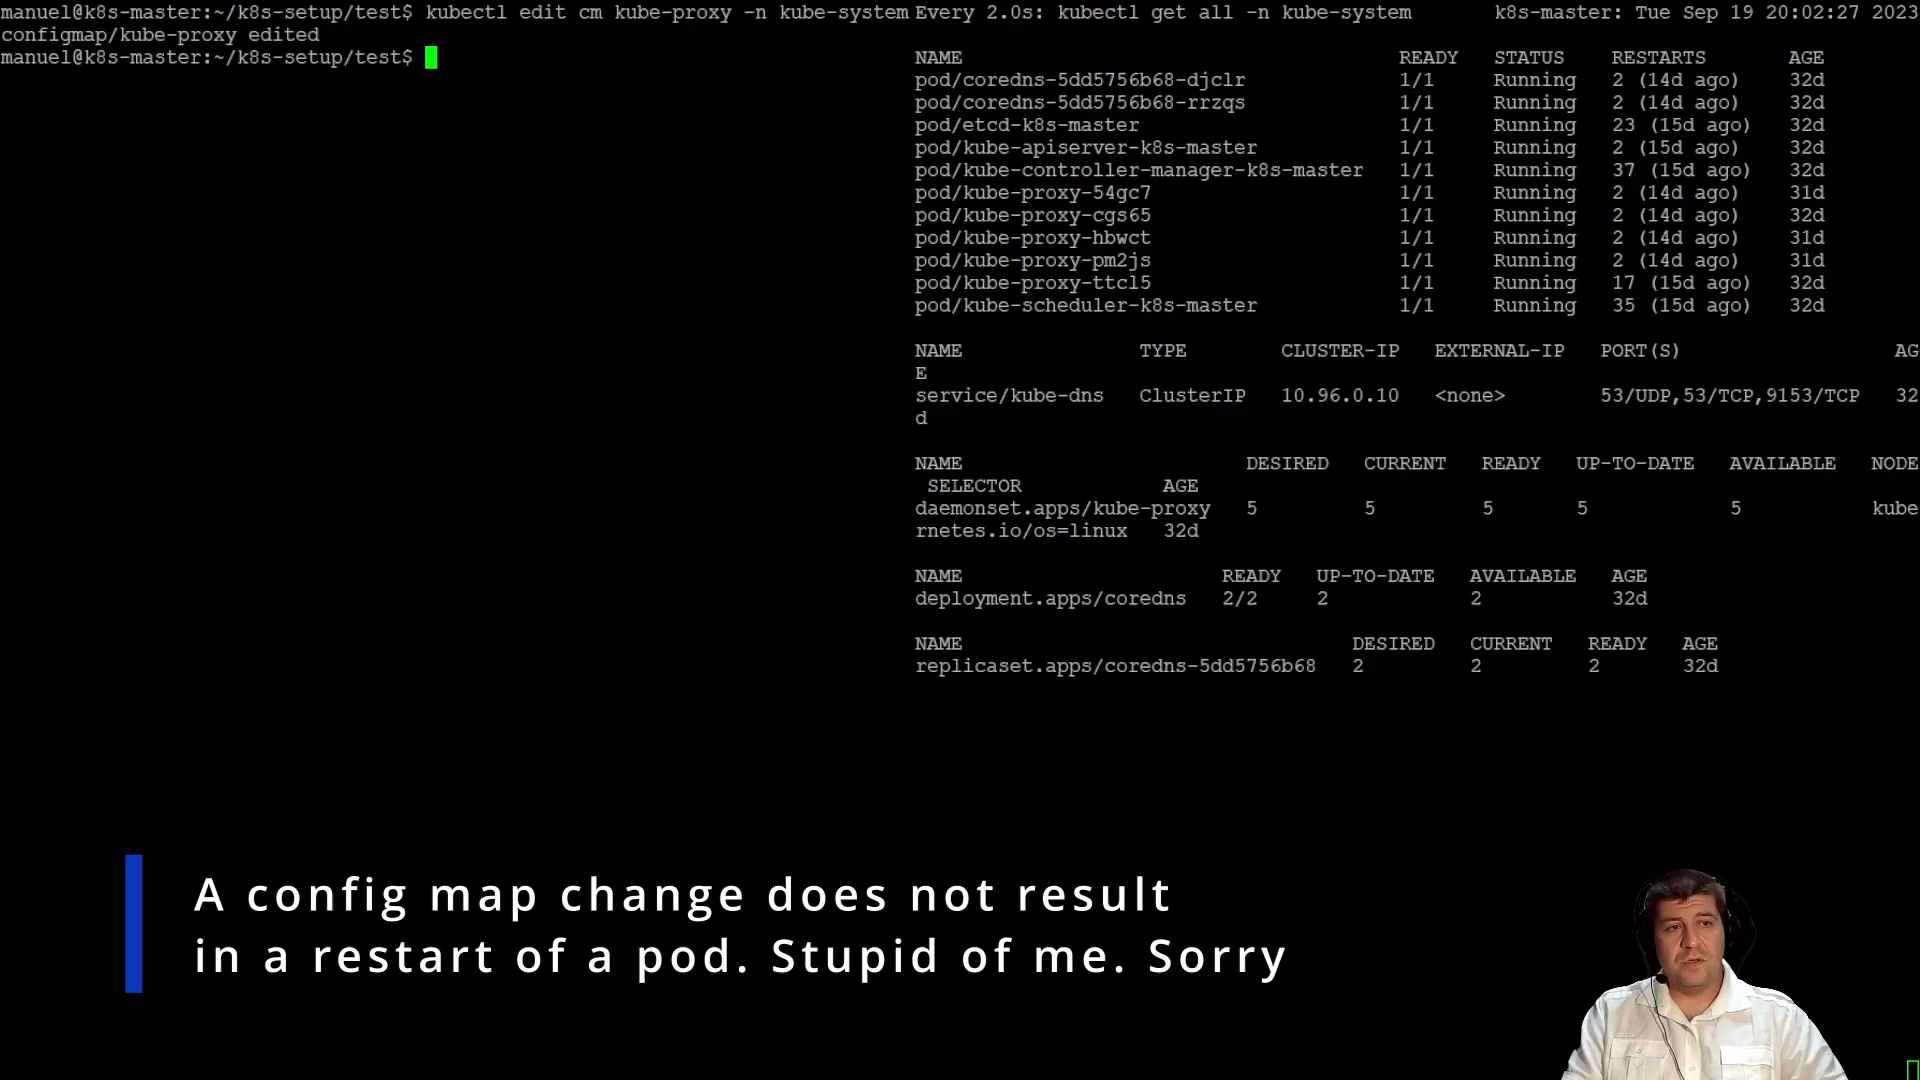 manuel@k8s-master:~/k8s-setup/test$ kubectl edit cm kube-proxy -n kube-system
configmap/kube-proxy edited
manuel@k8s-master:~/k8s-setup/test$
Every 2.0s: kubectl get all -n kube-system k8s-master: Tue Sep 19 20:02:27 2023
NAME READY STATUS RESTARTS AGE
pod/coredns-5dd5756b68-djclr 1/1 Running 2 (14d ago) 32d
pod/coredns-5dd5756b68-rrzqs 1/1 Running 2 (14d ago) 32d
pod/etcd-k8s-master 1/1 Running 23 (15d ago) 32d
pod/kube-apiserver-k8s-master 1/1 Running 2 (15d ago) 32d
pod/kube-controller-manager-k8s-master 1/1 Running 37 (15d ago) 32d
pod/kube-proxy-54gc7 1/1 Running 2 (14d ago) 31d
pod/kube-proxy-cgs65 1/1 Running 2 (14d ago) 32d
pod/kube-proxy-hbwct 1/1 Running 2 (14d ago) 31d
pod/kube-proxy-pm2js 1/1 Running 2 (14d ago) 31d
pod/kube-proxy-ttcl5 1/1 Running 17 (15d ago) 32d
pod/kube-scheduler-k8s-master 1/1 Running 35 (15d ago) 32d
NAME TYPE CLUSTER-IP EXTERNAL-IP PORT(S) AG
E
service/kube-dns ClusterIP 10.96.0.10 <none> 53/UDP,53/TCP,9153/TCP 32
d
NAME DESIRED CURRENT READY UP-TO-DATE AVAILABLE NODE
SELECTOR AGE
daemonset.apps/kube-proxy 5 5 5 5 5 kube
rnetes.io/os=linux 32d
NAME READY UP-TO-DATE AVAILABLE AGE
deployment.apps/coredns 2/2 2 2 32d
NAME DESIRED CURRENT READY AGE
replicaset.apps/coredns-5dd5756b68 2 2 2 32d
A config map change does not result
in a restart of a pod. Stupid of me. Sorry